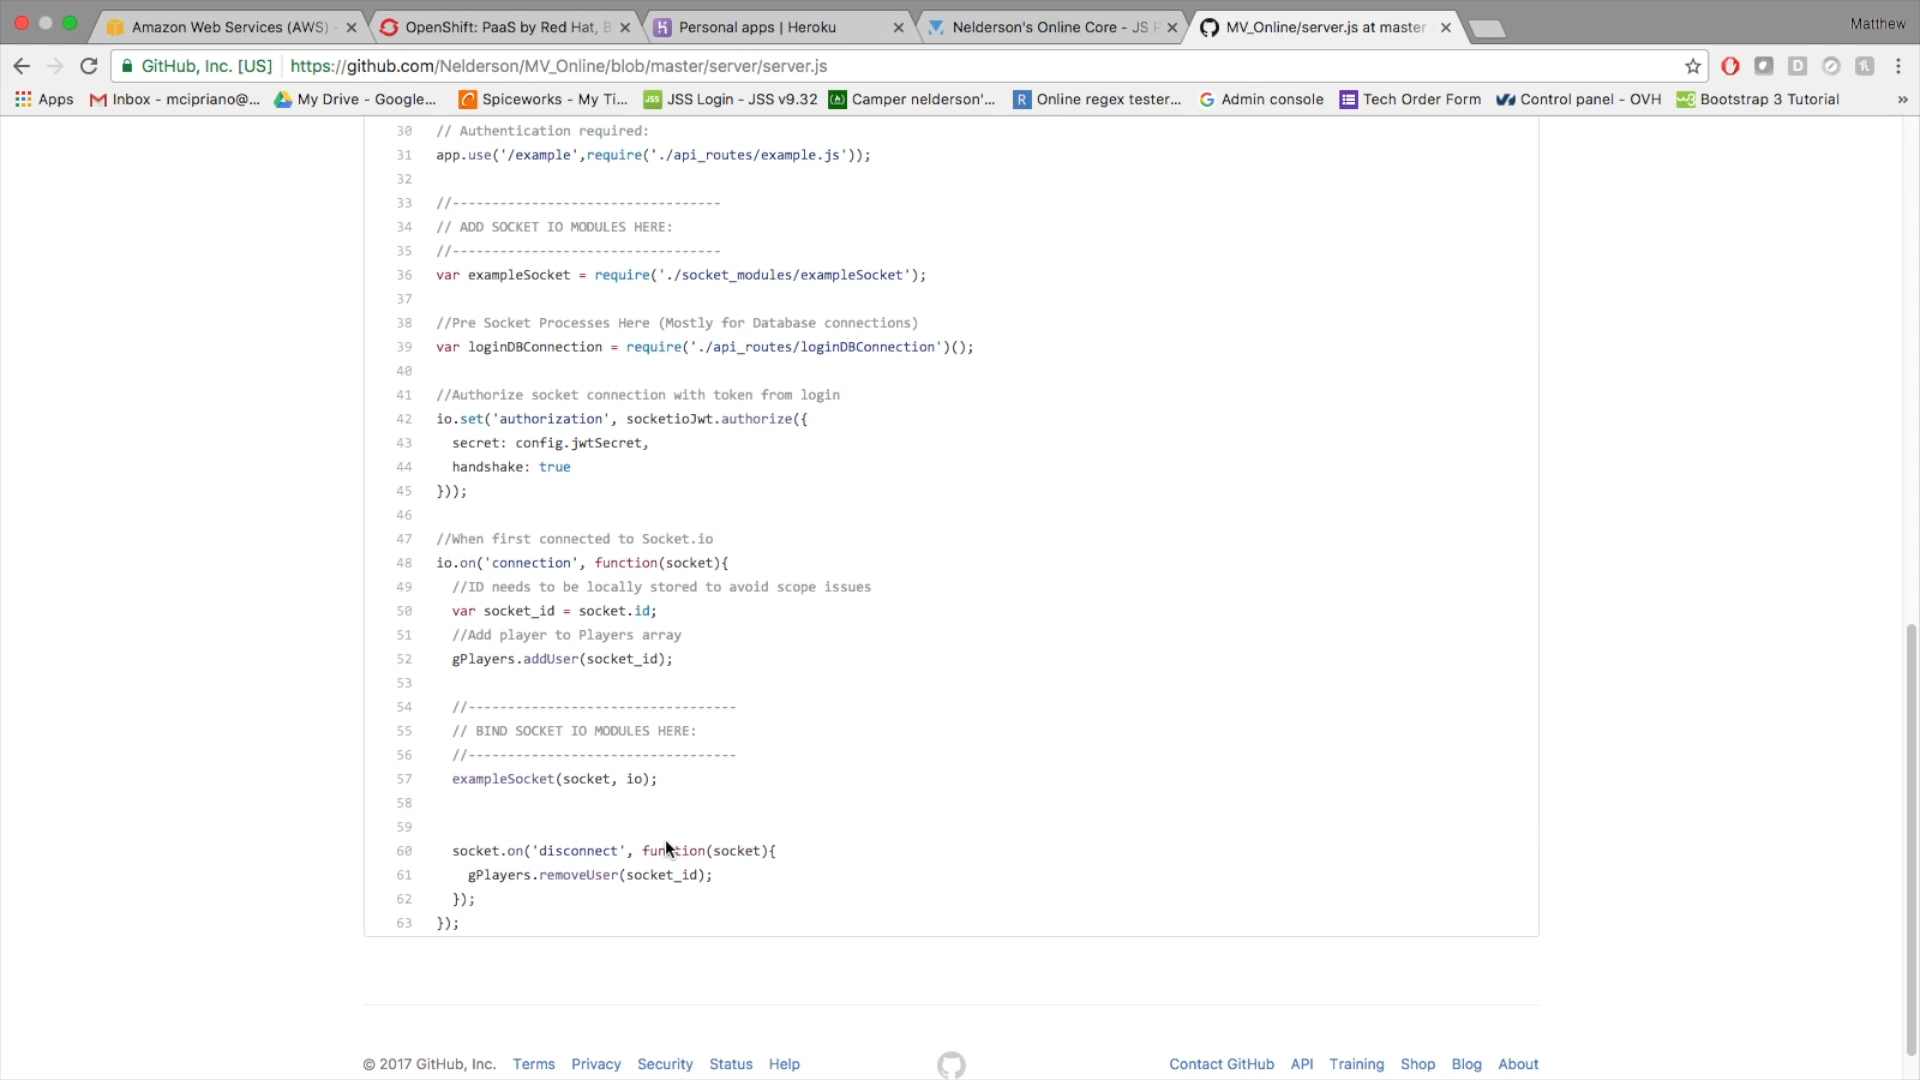 Amazon Web Services (AWS) -
OpenShift: PaaS by Red Hat, B
Personal apps | Heroku
Nelderson's Online Core - JS P
MV_Online/server.js at master
Matthew
GitHub, Inc. [US]
https://github.com/Nelderson/MV_Online/blob/master/server/server.js
Apps
Inbox - mcipriano@...
My Drive - Google...
Spiceworks - My Ti...
JSS Login - JSS v9.32
Camper nelderson'...
Online regex tester...
Admin console
Tech Order Form
Control panel - OVH
Bootstrap 3 Tutorial
»
30 // Authentication required:
31 app.use('/example',require('./api_routes/example.js'));
32
33 //----------------------------------
34 // ADD SOCKET IO MODULES HERE:
35 //----------------------------------
36 var exampleSocket = require('./socket_modules/exampleSocket');
37
38 //Pre Socket Processes Here (Mostly for Database connections)
39 var loginDBConnection = require('./api_routes/loginDBConnection')();
40
41 //Authorize socket connection with token from login
42 io.set('authorization', socketioJwt.authorize({
43 secret: config.jwtSecret,
44 handshake: true
45 }));
46
47 //When first connected to Socket.io
48 io.on('connection', function(socket){
49 //ID needs to be locally stored to avoid scope issues
50 var socket_id = socket.id;
51 //Add player to Players array
52 gPlayers.addUser(socket_id);
53
54 //----------------------------------
55 // BIND SOCKET IO MODULES HERE:
56 //----------------------------------
57 exampleSocket(socket, io);
58
59
60 socket.on('disconnect', function(socket){
61 gPlayers.removeUser(socket_id);
62 });
63 });
© 2017 GitHub, Inc. Terms Privacy Security Status Help
Contact GitHub API Training Shop Blog About